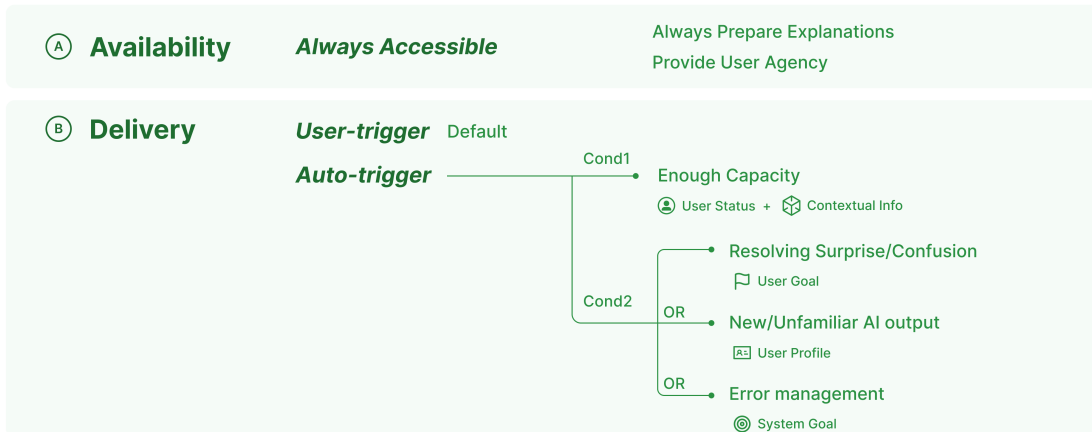 A Availability Always Accessible Always Prepare Explanations
Provide User Agency
B Delivery User-trigger Default
Auto-trigger Cond1 Enough Capacity
User Status + Contextual Info
Resolving Surprise/Confusion
User Goal
Cond2 OR New/Unfamiliar AI output
User Profile
OR Error management
System Goal